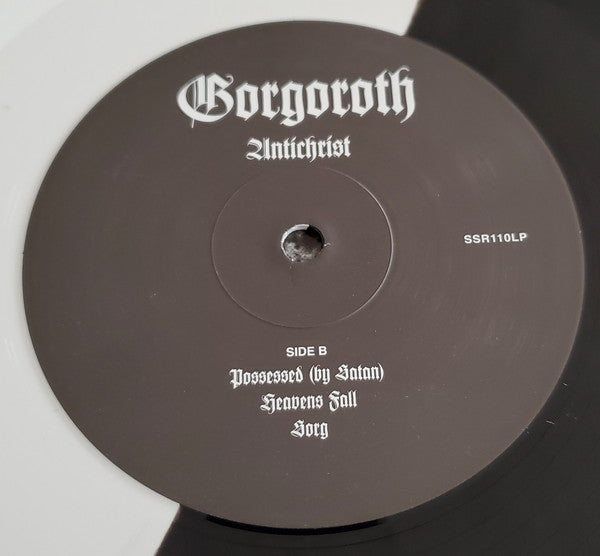 Gorgoroth
Antichrist
SSR110LP
SIDE B
Possessed (by Satan)
Heavens Fall
Sorg